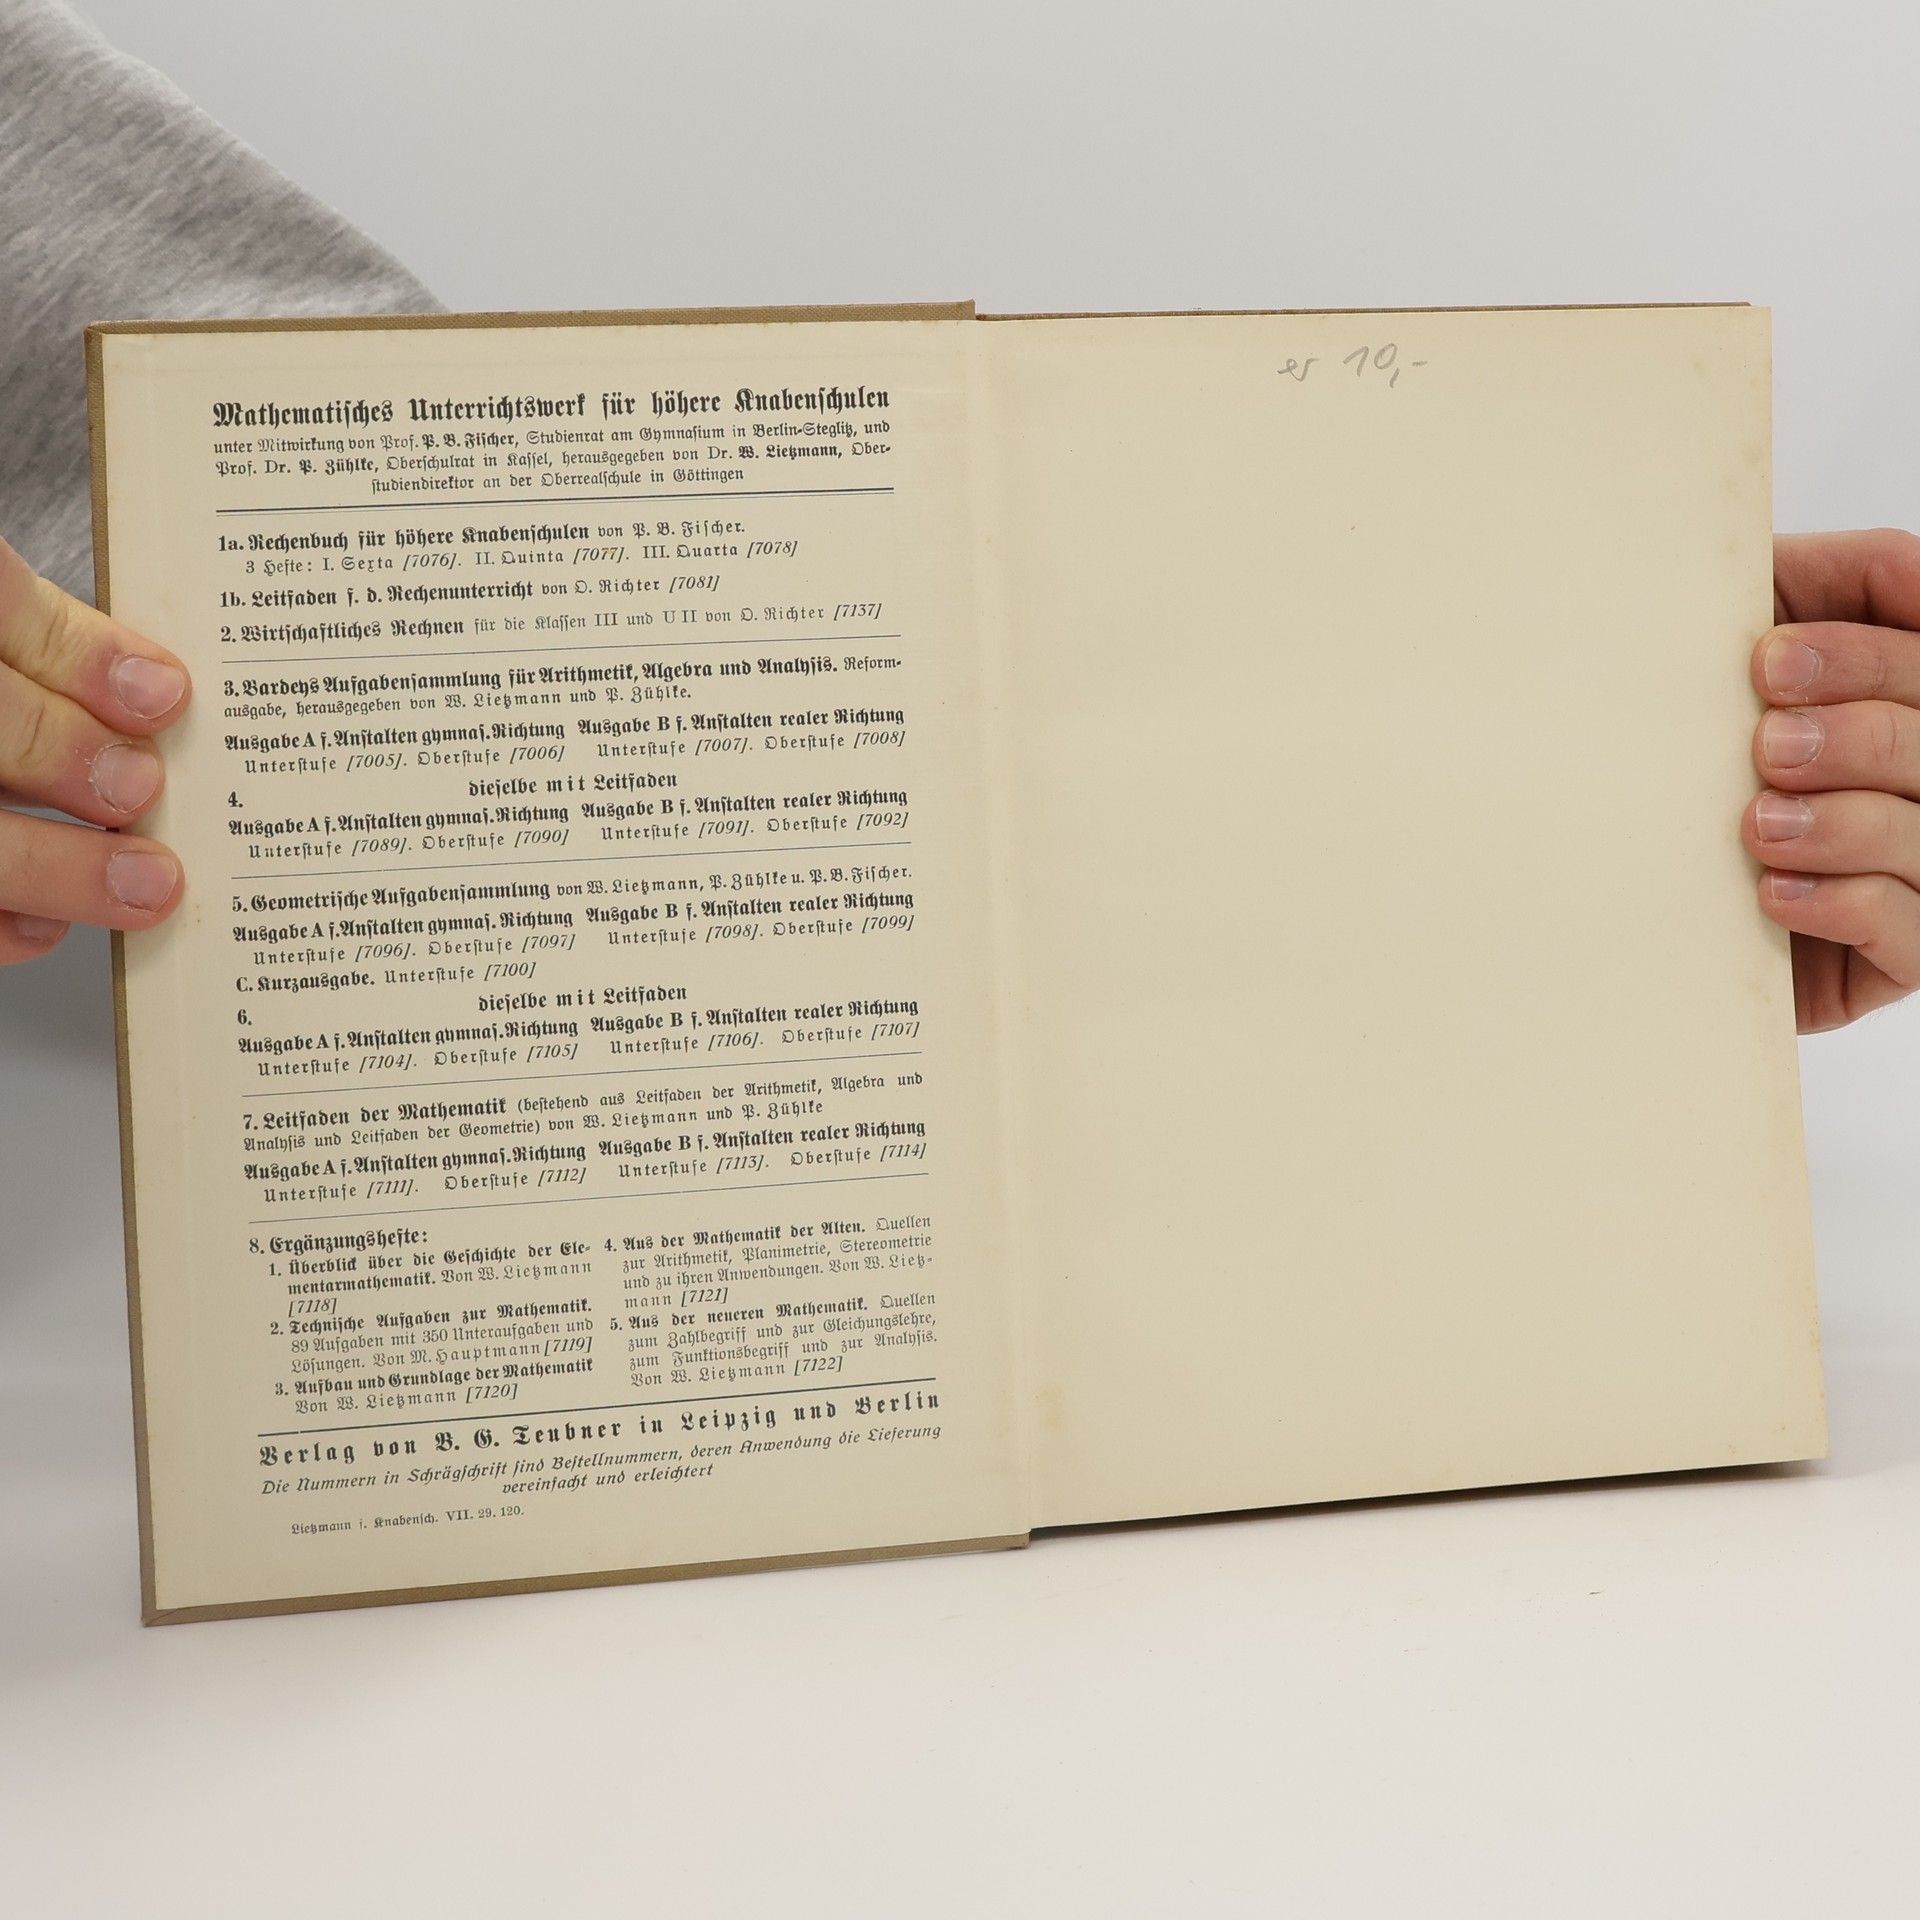 Mathematisches Unterrichtswerk für höhere Knabenschulen
unter Mitwirkung von Prof. P. B. Fischer, Studienrat am Gymnasium in Berlin-Steglitz, und
Prof. Dr. P. Zühlke, Oberschulrat in Kassel, herausgegeben von Dr. W. Lietzmann, Ober-
studiendirektor an der Oberrealschule in Göttingen
1a. Rechenbuch für höhere Knabenschulen von P. B. Fischer.
3 Hefte: I. Sexta [7076]. II. Quinta [7077]. III. Quarta [7078]
1b. Leitfaden f. d. Rechenunterricht von O. Richter [7081]
2. Wirtschaftliches Rechnen für die Klassen III und U II von O. Richter [7137]
3. Bardeys Aufgabensammlung für Arithmetik, Algebra und Analysis. Reform-
ausgabe, herausgegeben von W. Lietzmann und P. Zühlke.
Ausgabe A f. Anstalten gymnas. Richtung Ausgabe B f. Anstalten realer Richtung
Unterstufe [7005]. Oberstufe [7006] Unterstufe [7007]. Oberstufe [7008]
4. dieselbe mit Leitfaden
Ausgabe A f. Anstalten gymnas. Richtung Ausgabe B f. Anstalten realer Richtung
Unterstufe [7089]. Oberstufe [7090] Unterstufe [7091]. Oberstufe [7092]
5. Geometrische Aufgabensammlung von W. Lietzmann, P. Zühlke u. P. B. Fischer.
Ausgabe A f. Anstalten gymnas. Richtung Ausgabe B f. Anstalten realer Richtung
Unterstufe [7096]. Oberstufe [7097] Unterstufe [7098]. Oberstufe [7099]
C. Kurzausgabe. Unterstufe [7100]
6. dieselbe mit Leitfaden
Ausgabe A f. Anstalten gymnas. Richtung Ausgabe B f. Anstalten realer Richtung
Unterstufe [7104]. Oberstufe [7105] Unterstufe [7106]. Oberstufe [7107]
7. Leitfaden der Mathematik (bestehend aus Leitfaden der Arithmetik, Algebra und
Analysis und Leitfaden der Geometrie) von W. Lietzmann und P. Zühlke
Ausgabe A f. Anstalten gymnas. Richtung Ausgabe B f. Anstalten realer Richtung
Unterstufe [7111]. Oberstufe [7112] Unterstufe [7113]. Oberstufe [7114]
8. Ergänzungshefte:
1. Überblick über die Geschichte der Ele-
mentarmathematik. Von W. Lietzmann
[7118]
2. Technische Aufgaben zur Mathematik.
89 Aufgaben mit 350 Unteraufgaben und
Lösungen. Von M. Hauptmann [7119]
3. Aufbau und Grundlage der Mathematik
Von W. Lietzmann [7120]
4. Aus der Mathematik der Alten. Quellen
zur Arithmetik, Planimetrie, Stereometrie
und zu ihren Anwendungen. Von W. Lietz-
mann [7121]
5. Aus der neueren Mathematik. Quellen
zum Zahlbegriff und zur Gleichungslehre,
zum Funktionsbegriff und zur Analysis.
Von W. Lietzmann [7122]
Verlag von B. G. Teubner in Leipzig und Berlin
Die Nummern in Schrägschrift sind Bestellnummern, deren Anwendung die Lieferung
vereinfacht und erleichtert
Lietzmann f. Knabensch. VII. 29. 120.
10,-